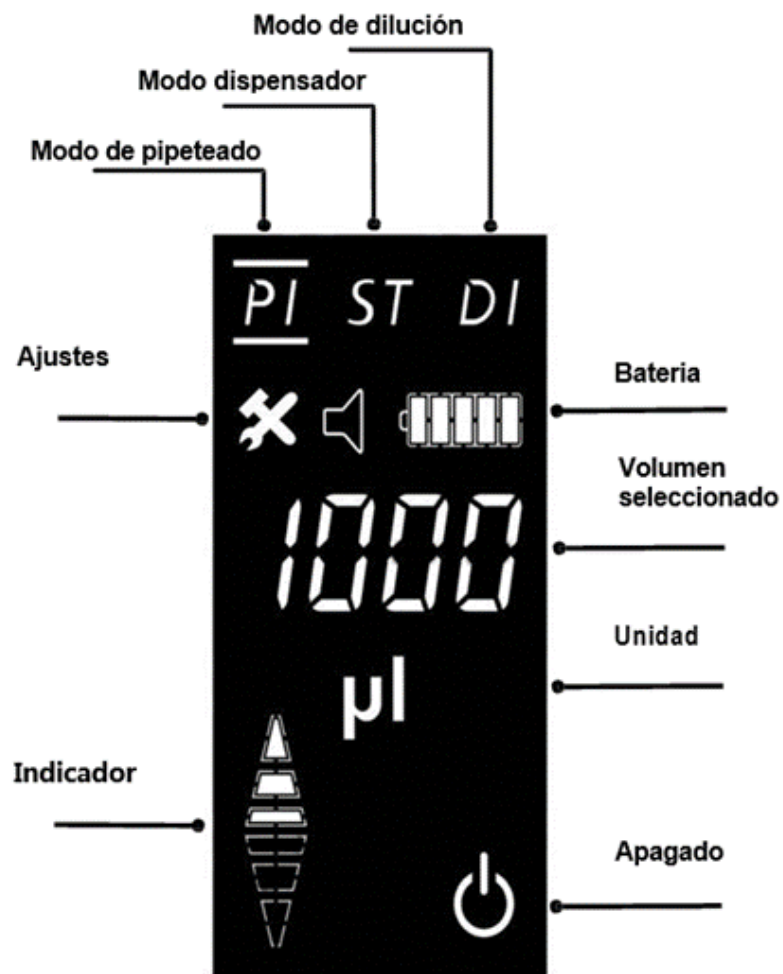 Modo de dilución
Modo dispensador
Modo de pipeteado
PI ST DI
Ajustes
Bateria
Volumen
seleccionado
1000
Unidad
µl
Indicador
Apagado